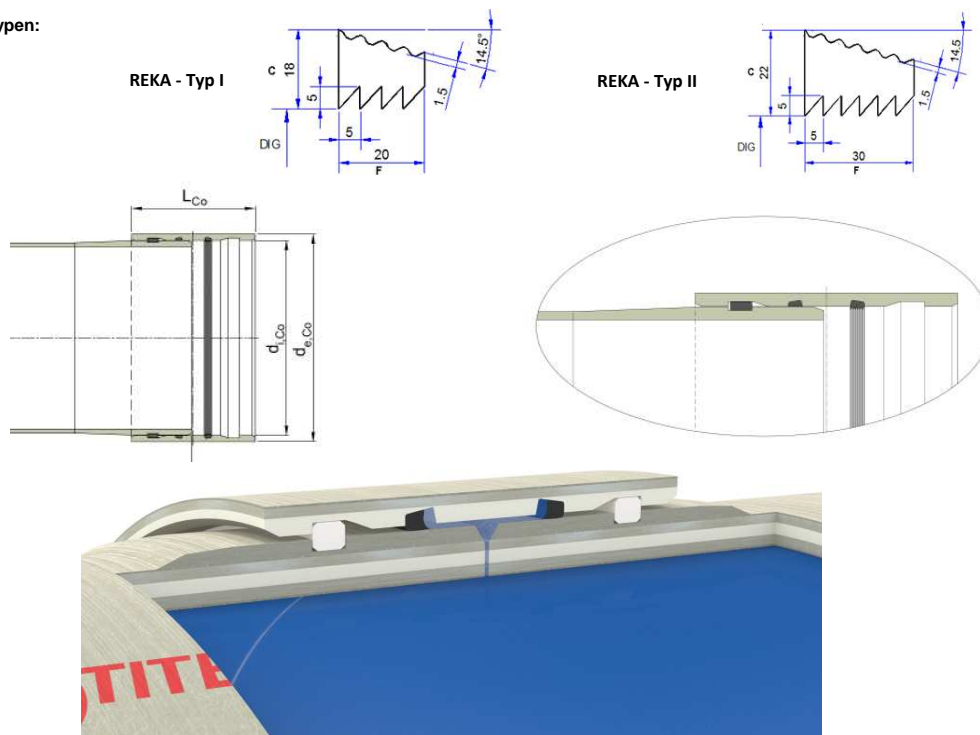 ypen:
REKA - Typ I
C
18
5
DIG
5
20
F
1.5
14.5°
REKA - Typ II
C
22
5
DIG
5
30
F
1.5
14.5
LCo
di,Co
de,Co
TITE